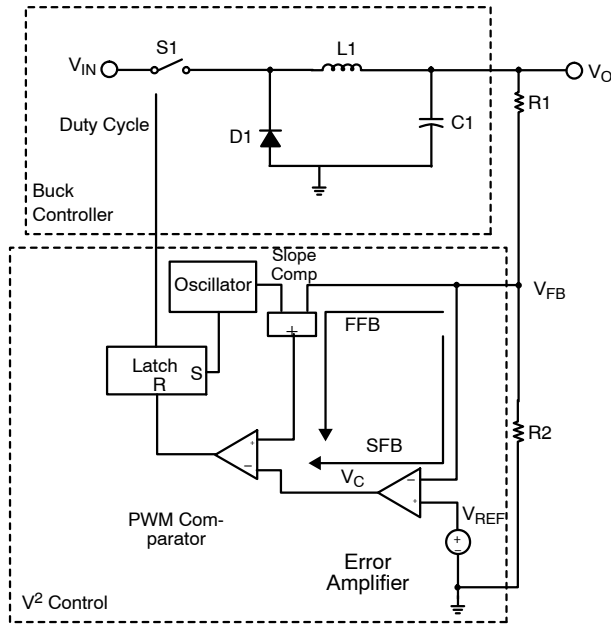 S1
L1
V_IN
V_O
Duty Cycle
D1
C1
R1
Buck
Controller
Slope
Comp
Oscillator
V_FB
+
FFB
Latch
S
R
R2
+
−
SFB
V_C
−
+
V_REF
+
−
PWM Com-
parator
Error
Amplifier
V² Control